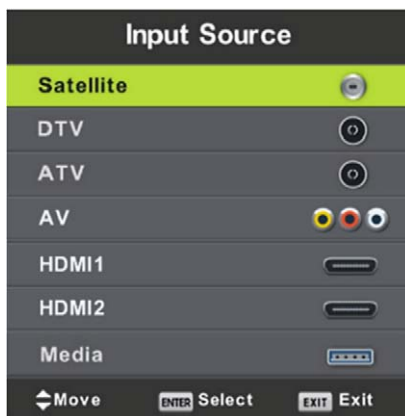 Input Source
Satellite
DTV
ATV
AV
HDMI1
HDMI2
Media
Move ENTER Select EXIT Exit